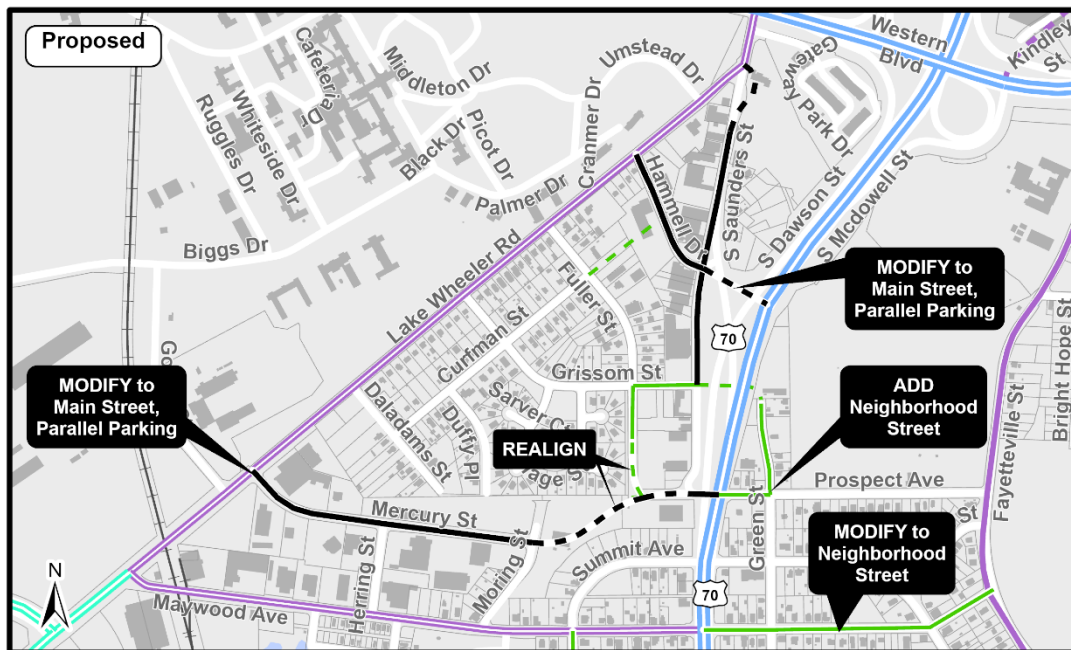 Proposed
Western
Blvd
Kindley
St
Cafeteria Dr
Middleton Dr
Umstead Dr
Gateway Park Dr
Whiteside Dr
Ruggles Dr
Black Dr
Picot Dr
Cranmer Dr
Palmer Dr
Hammell Dr
S Saunders St
S Dawson St
S Mcdowell St
Biggs Dr
Lake Wheeler Rd
Fuller St
MODIFY to
Main Street,
Parallel Parking
Curfman St
70
Bright Hope St
Fayetteville St
MODIFY to
Main Street,
Parallel Parking
Grissom St
ADD
Neighborhood
Street
Daladams St
Duffy Pl
Sarver Ct
REALIGN
Green St
Prospect Ave
Mercury St
St
MODIFY to
Neighborhood
Street
Summit Ave
Moring St
Herring St
N
70
Maywood Ave